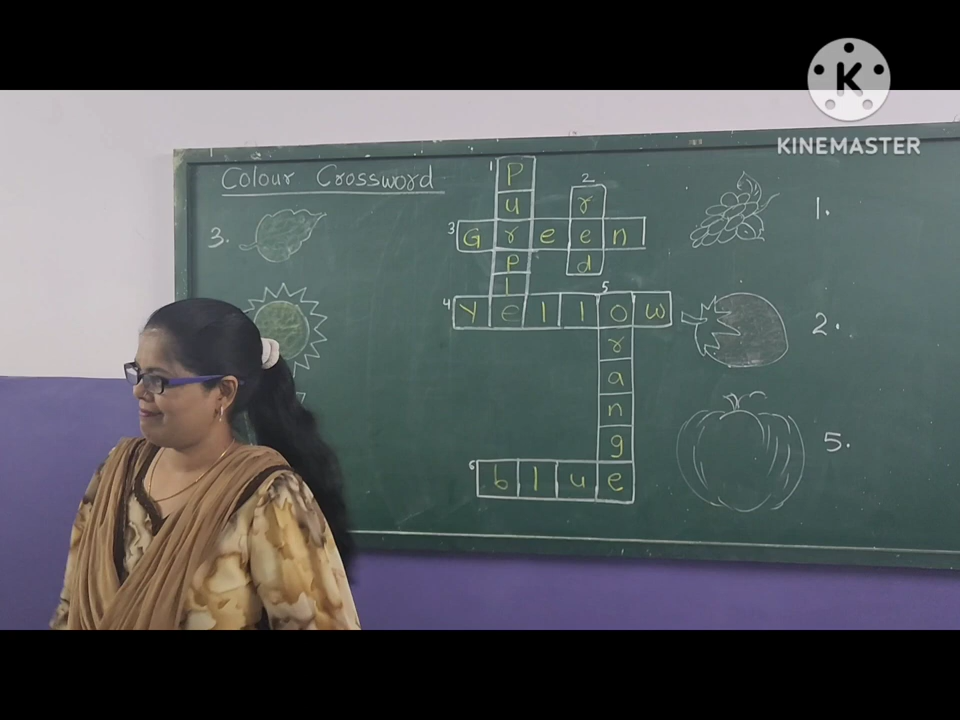 K
KINEMASTER
Colour Crossword
1 P
2
u r
3 G r e e n
p d
l
5
4 Y e l l o w
r
a
n
g
6 b l u e
3.
1.
2.
5.